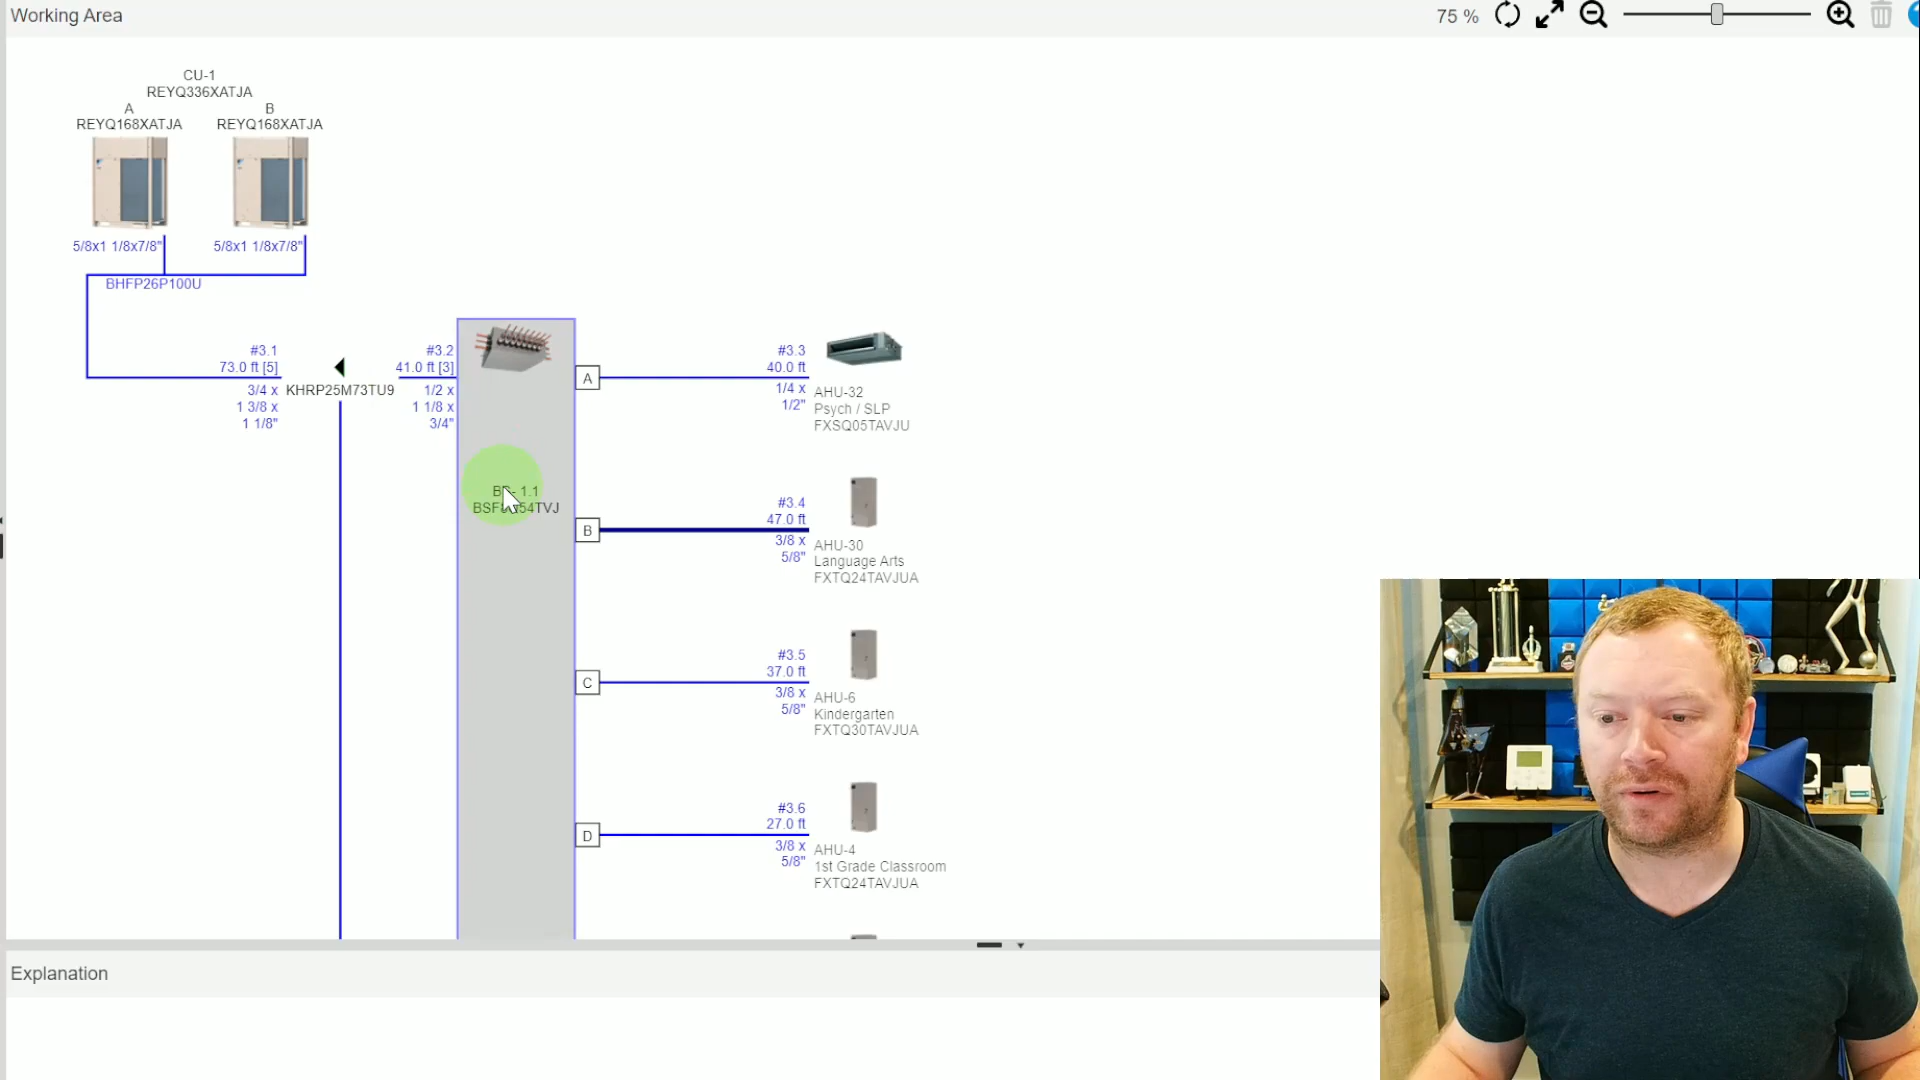 Working Area
75 %
CU-1
REYQ336XATJA
A
REYQ168XATJA
B
REYQ168XATJA
5/8x1 1/8x7/8"
5/8x1 1/8x7/8"
BHFP26P100U
#3.1
73.0 ft [5]
3/4 x
1 3/8 x
1 1/8"
KHRP25M73TU9
#3.2
41.0 ft [3]
1/2 x
1 1/8 x
3/4"
1.1
A
#3.3
40.0 ft
1/4 x
1/2"
AHU-32
Psych / SLP
FXSQ05TAVJU
B
#3.4
47.0 ft
3/8 x
5/8"
AHU-30
Language Arts
FXTQ24TAVJUA
C
#3.5
37.0 ft
3/8 x
5/8"
AHU-6
Kindergarten
FXTQ30TAVJUA
D
#3.6
27.0 ft
3/8 x
5/8"
AHU-4
1st Grade Classroom
FXTQ24TAVJUA
Explanation